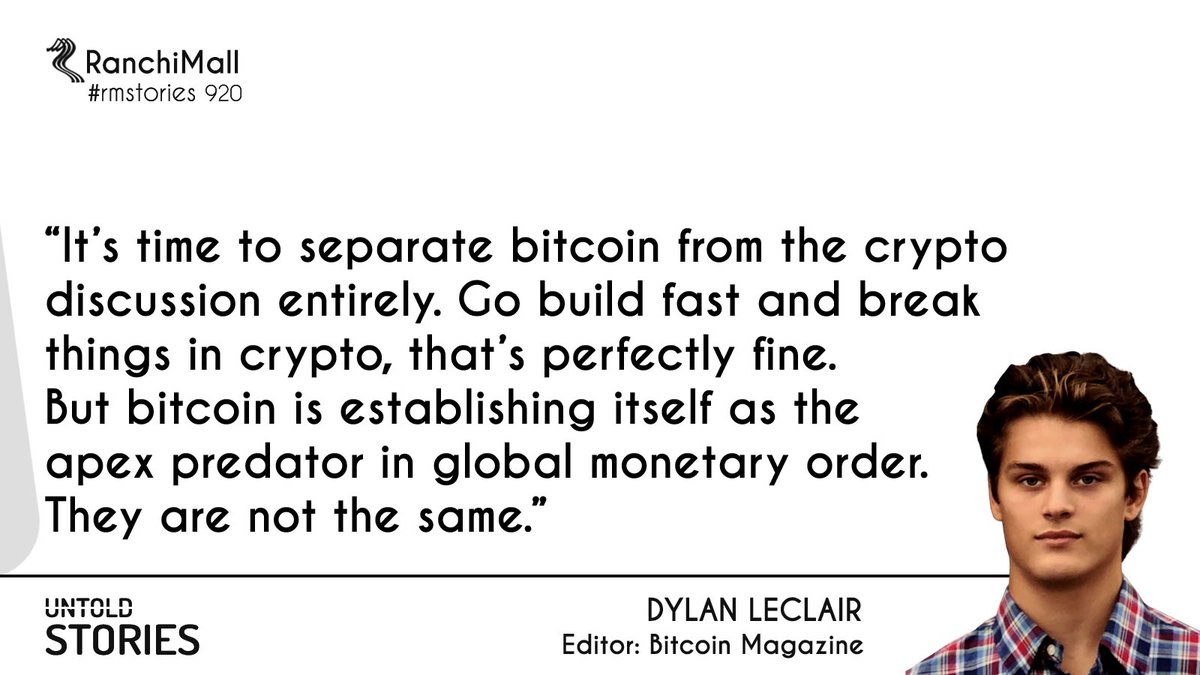 RanchiMall
#rmstories 920
“It’s time to separate bitcoin from the crypto
discussion entirely. Go build fast and break
things in crypto, that’s perfectly fine.
But bitcoin is establishing itself as the
apex predator in global monetary order.
They are not the same.”
UNTOLD
STORIES
DYLAN LECLAIR
Editor: Bitcoin Magazine